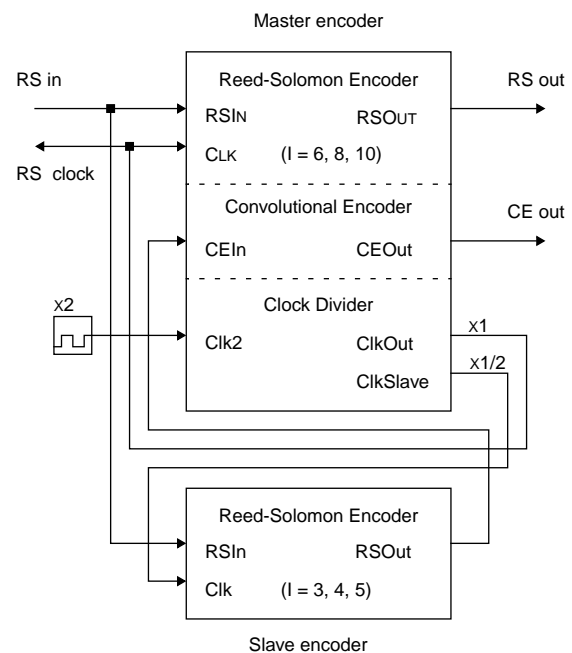 Master encoder
RS in
Reed-Solomon Encoder
RS out
RSIN
RSOUT
RS clock
CLK (I = 6, 8, 10)
Convolutional Encoder
CE out
CEIn
CEOut
X2
Clock Divider
X1
Clk2
ClkOut
X1/2
ClkSlave
Reed-Solomon Encoder
RSIn
RSOut
Clk (I = 3, 4, 5)
Slave encoder